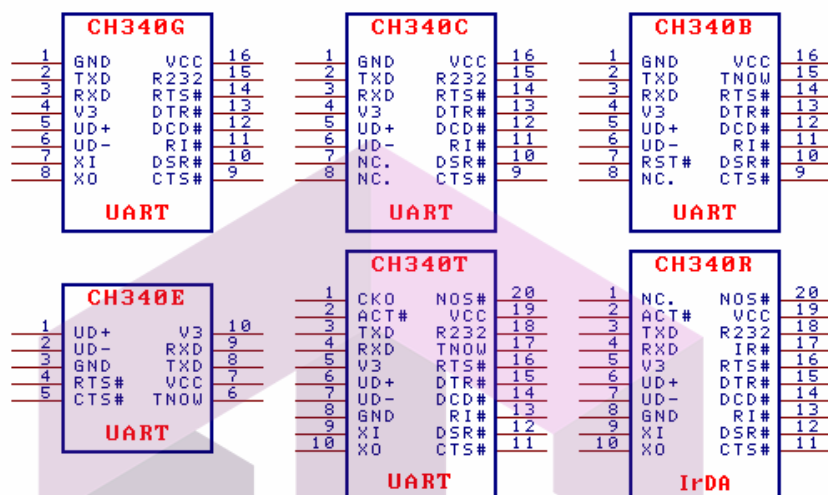 CH340G
1 GND VCC 16
2 TXD R232 15
3 RXD RTS# 14
4 V3 DTR# 13
5 UD+ DCD# 12
6 UD- RI# 11
7 XI DSR# 10
8 XO CTS# 9
UART
CH340C
1 GND VCC 16
2 TXD R232 15
3 RXD RTS# 14
4 V3 DTR# 13
5 UD+ DCD# 12
6 UD- RI# 11
7 NC. DSR# 10
8 NC. CTS# 9
UART
CH340B
1 GND VCC 16
2 TXD TNOW 15
3 RXD RTS# 14
4 V3 DTR# 13
5 UD+ DCD# 12
6 UD- RI# 11
7 RST# DSR# 10
8 NC. CTS# 9
UART
CH340E
1 UD+ V3 10
2 UD- RXD 9
3 GND TXD 8
4 RTS# VCC 7
5 CTS# TNOW 6
UART
CH340T
1 CKO NOS# 20
2 ACT# VCC 19
3 TXD R232 18
4 RXD TNOW 17
5 V3 RTS# 16
6 UD+ DTR# 15
7 UD- DCD# 14
8 GND RI# 13
9 XI DSR# 12
10 XO CTS# 11
UART
CH340R
1 NC. NOS# 20
2 ACT# VCC 19
3 TXD R232 18
4 RXD IR# 17
5 V3 RTS# 16
6 UD+ DTR# 15
7 UD- DCD# 14
8 GND RI# 13
9 XI DSR# 12
10 XO CTS# 11
IrDA